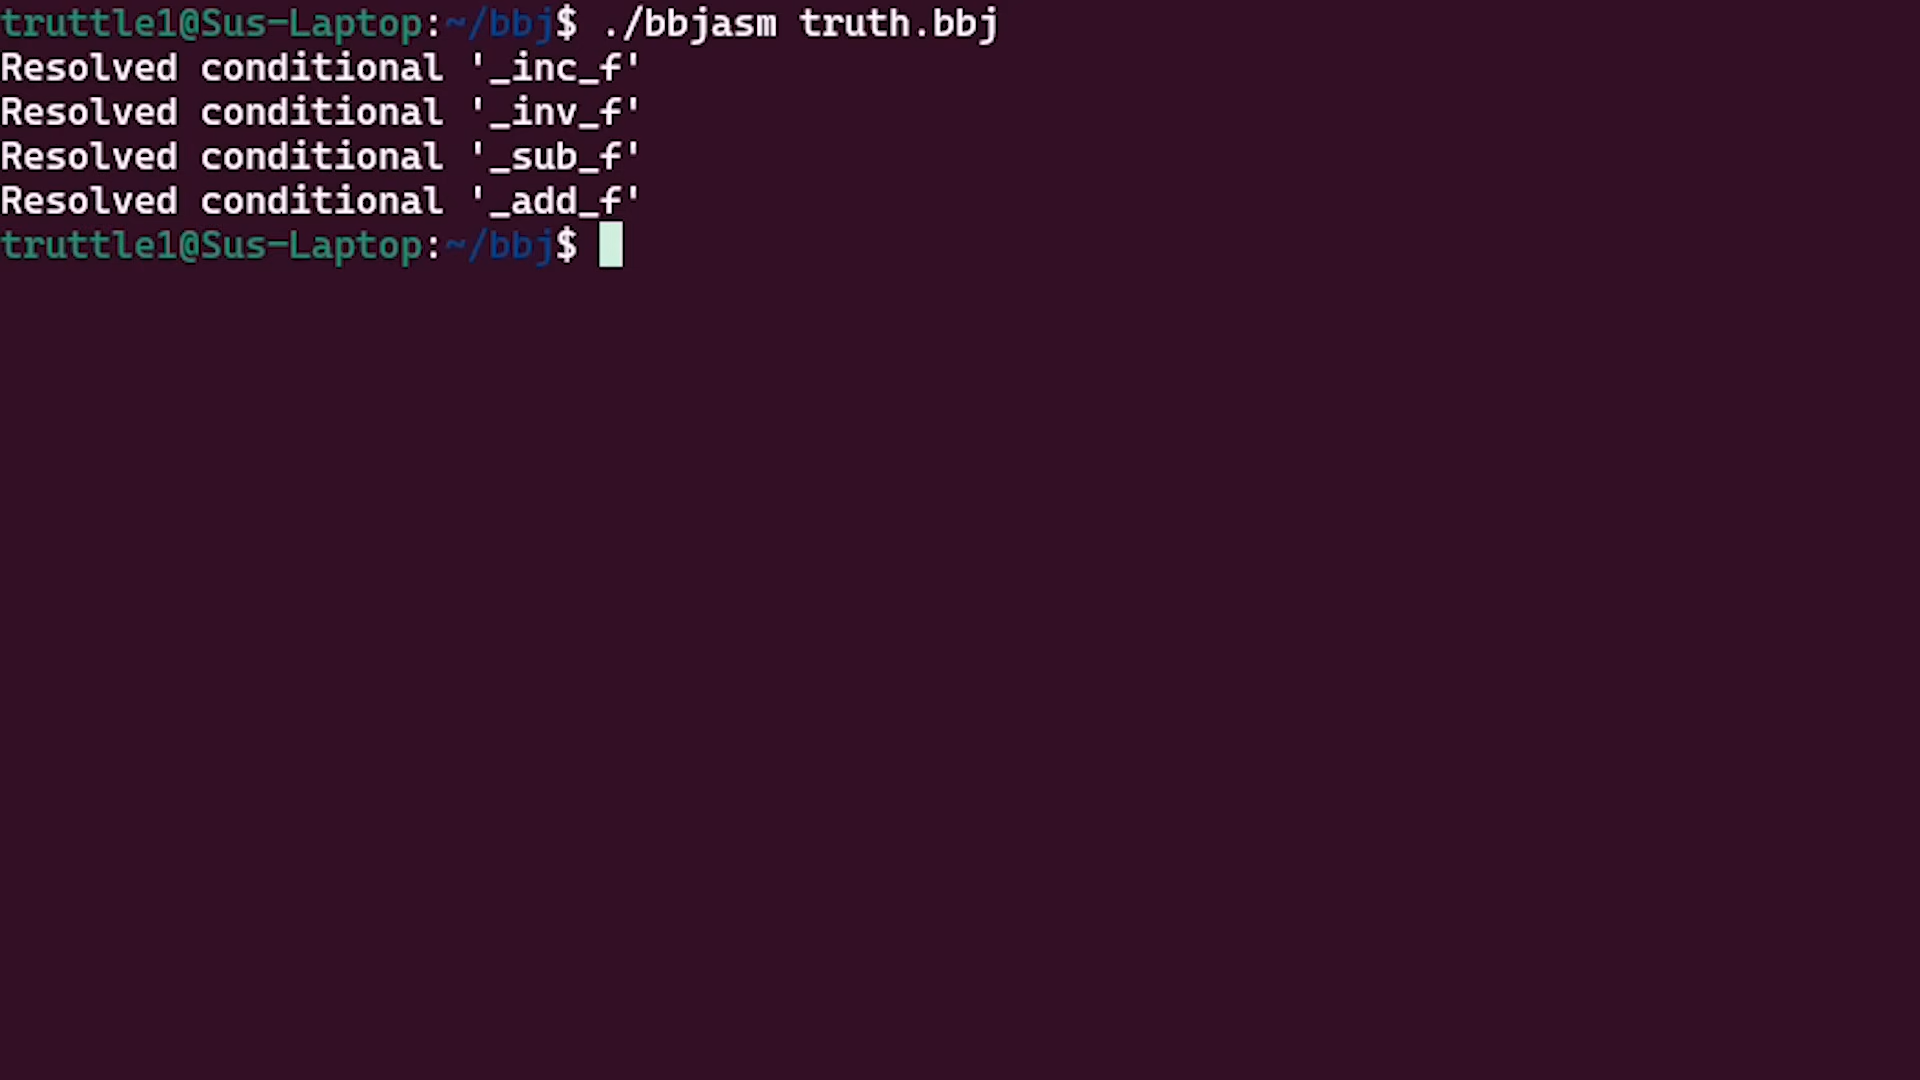 truttle1@Sus-Laptop:~/bbj$ ./bbjasm truth.bbj
Resolved conditional '_inc_f'
Resolved conditional '_inv_f'
Resolved conditional '_sub_f'
Resolved conditional '_add_f'
truttle1@Sus-Laptop:~/bbj$